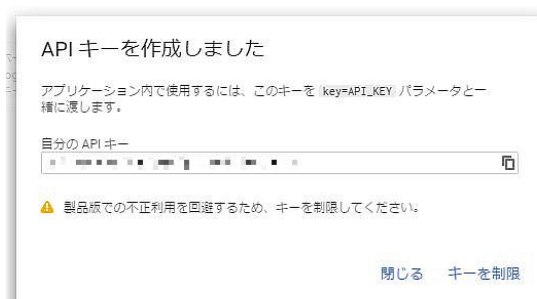 API キーを作成しました
アプリケーション内で使用するには、このキーを key=API_KEY パラメータと一
緒に渡します。
自分の API キー
製品版での不正利用を回避するため、キーを制限してください。
閉じる キーを制限